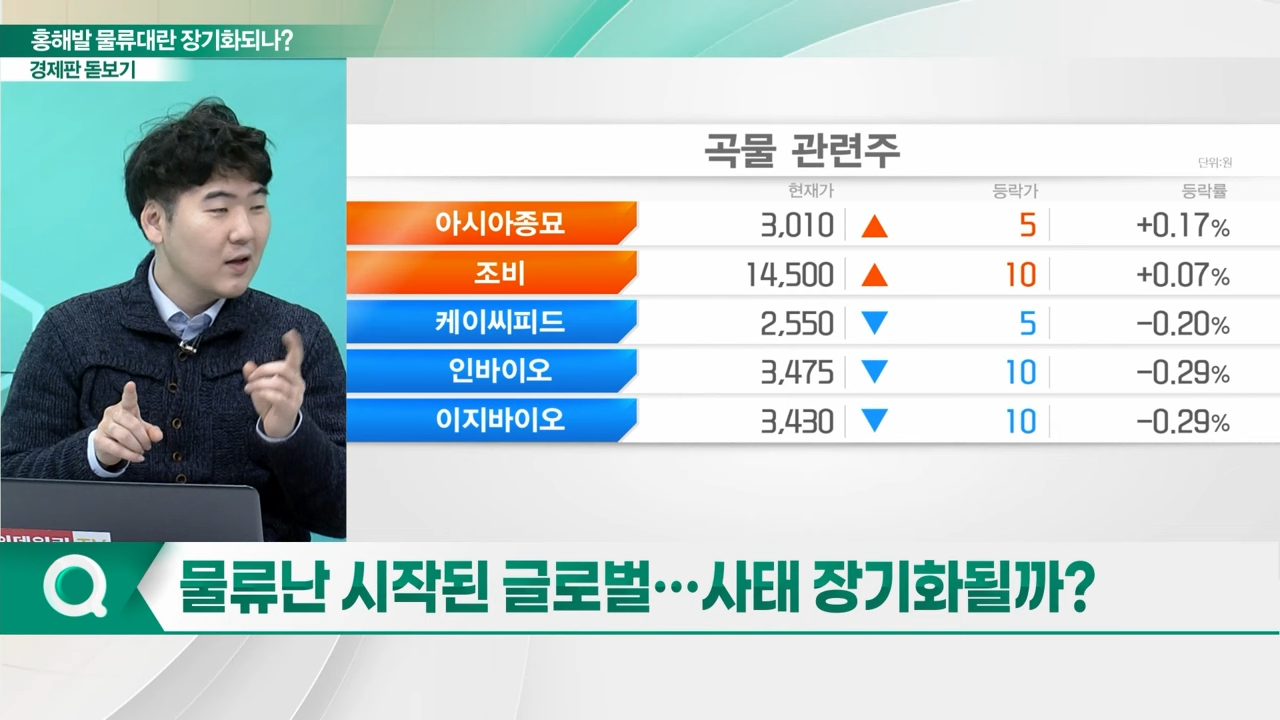 홍해발 물류대란 장기화되나?
경제판 돋보기
곡물 관련주
단위:원
현재가 등락가 등락률
아시아종묘 3,010 ▲ 5 +0.17%
조비 14,500 ▲ 10 +0.07%
케이씨피드 2,550 ▼ 5 -0.20%
인바이오 3,475 ▼ 10 -0.29%
이지바이오 3,430 ▼ 10 -0.29%
물류난 시작된 글로벌…사태 장기화될까?